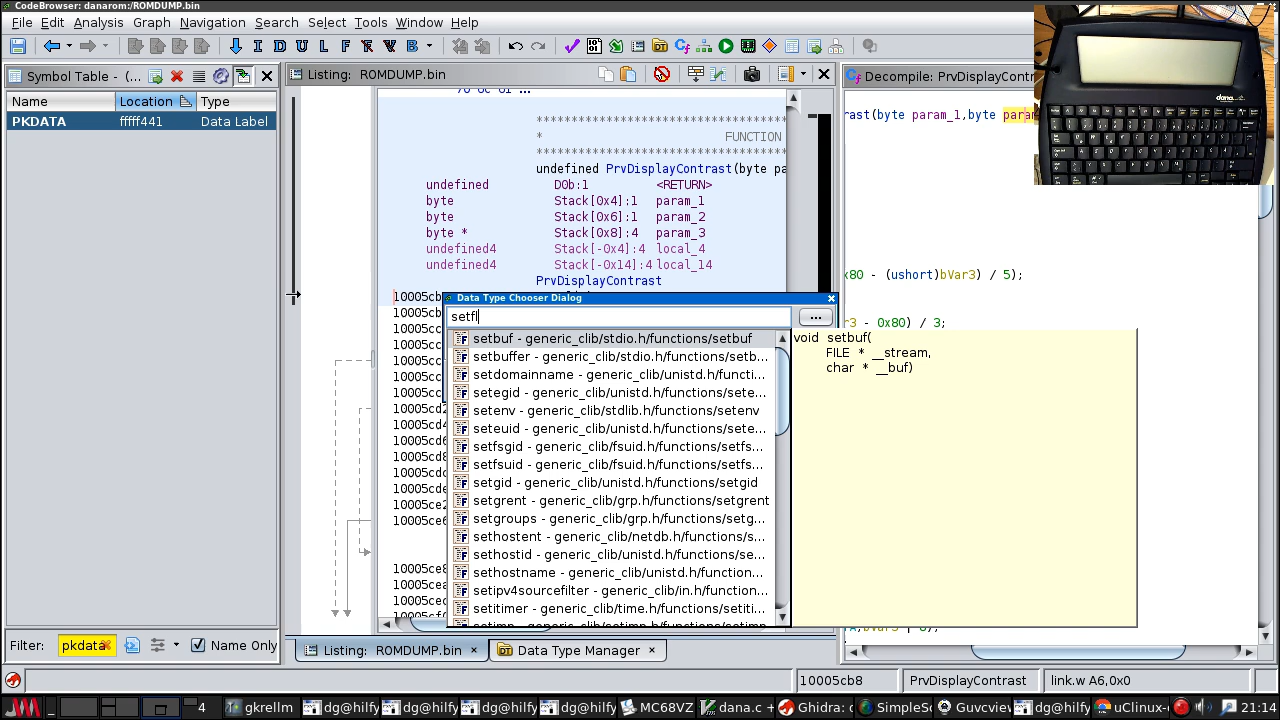 CodeBrowser: danarom:/ROMDUMP.bin
File Edit Analysis Graph Navigation Search Select Tools Window Help
Symbol Table - (...
Name Location Type
PKDATA fffff441 Data Label
Filter: pkdata Name Only
Listing: ROMDUMP.bin
FUNCTION
undefined PrvDisplayContrast(byte pa
undefined D0b:1 <RETURN>
byte Stack[0x4]:1 param_1
byte Stack[0x6]:1 param_2
byte * Stack[0x8]:4 param_3
undefined4 Stack[-0x4]:4 local_4
undefined4 Stack[-0x14]:4 local_14
PrvDisplayContrast
10005cb
Data Type Chooser Dialog
setfl
...
setbuf - generic_clib/stdio.h/functions/setbuf
setbuffer - generic_clib/stdio.h/functions/setb...
setdomainname - generic_clib/unistd.h/functi...
setegid - generic_clib/unistd.h/functions/sete...
setenv - generic_clib/stdlib.h/functions/setenv
seteuid - generic_clib/unistd.h/functions/sete...
setfsgid - generic_clib/fsuid.h/functions/setfs...
setfsuid - generic_clib/fsuid.h/functions/setfs...
setgid - generic_clib/unistd.h/functions/setgid
setgrent - generic_clib/grp.h/functions/setgrent
setgroups - generic_clib/grp.h/functions/setg...
sethostent - generic_clib/netdb.h/functions/s...
sethostid - generic_clib/unistd.h/functions/se...
sethostname - generic_clib/unistd.h/function...
setipv4sourcefilter - generic_clib/in.h/function...
setitimer - generic_clib/time.h/functions/setiti...
void setbuf(
FILE * __stream,
char * __buf)
Decompile: PrvDisplayContr
rast(byte param_1,byte param
x80 - (ushort)bVar3) / 5);
r3 - 0x80) / 3;
dana
Listing: ROMDUMP.bin × Data Type Manager ×
10005cb8 PrvDisplayContrast link.w A6,0x0
4 gkrellm dg@hilfy dg@hilfy dg@hilfy dg@hilfy MC68VZ dana.c + Ghidra: c SimpleSc Guvcview uClinux- 21:14